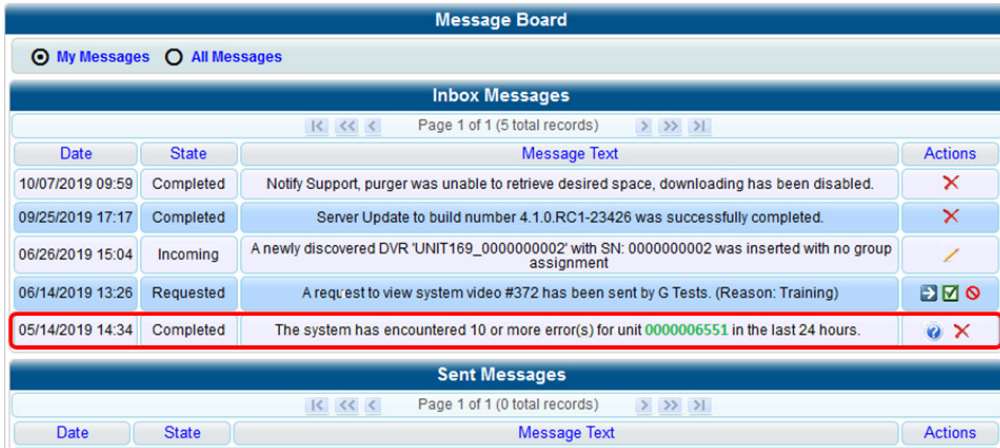 Message Board
My Messages All Messages
Inbox Messages
Page 1 of 1 (5 total records)
Date State Message Text Actions
10/07/2019 09:59 Completed Notify Support, purger was unable to retrieve desired space, downloading has been disabled.
09/25/2019 17:17 Completed Server Update to build number 4.1.0.RC1-23426 was successfully completed.
06/26/2019 15:04 Incoming A newly discovered DVR 'UNIT169_0000000002' with SN: 0000000002 was inserted with no group
assignment
06/14/2019 13:26 Requested A request to view system video #372 has been sent by G Tests. (Reason: Training)
05/14/2019 14:34 Completed The system has encountered 10 or more error(s) for unit 0000006551 in the last 24 hours.
Sent Messages
Page 1 of 1 (0 total records)
Date State Message Text Actions